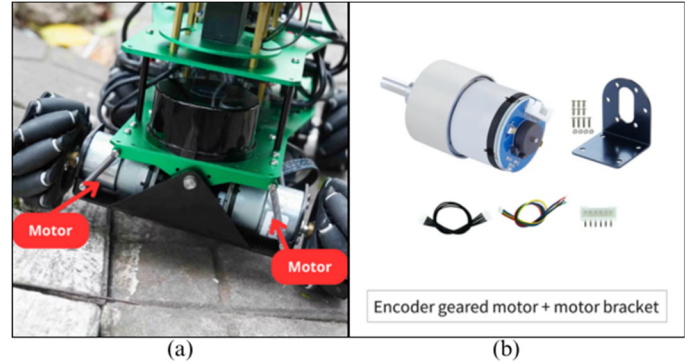 Motor
Motor
Encoder geared motor + motor bracket
(a)
(b)